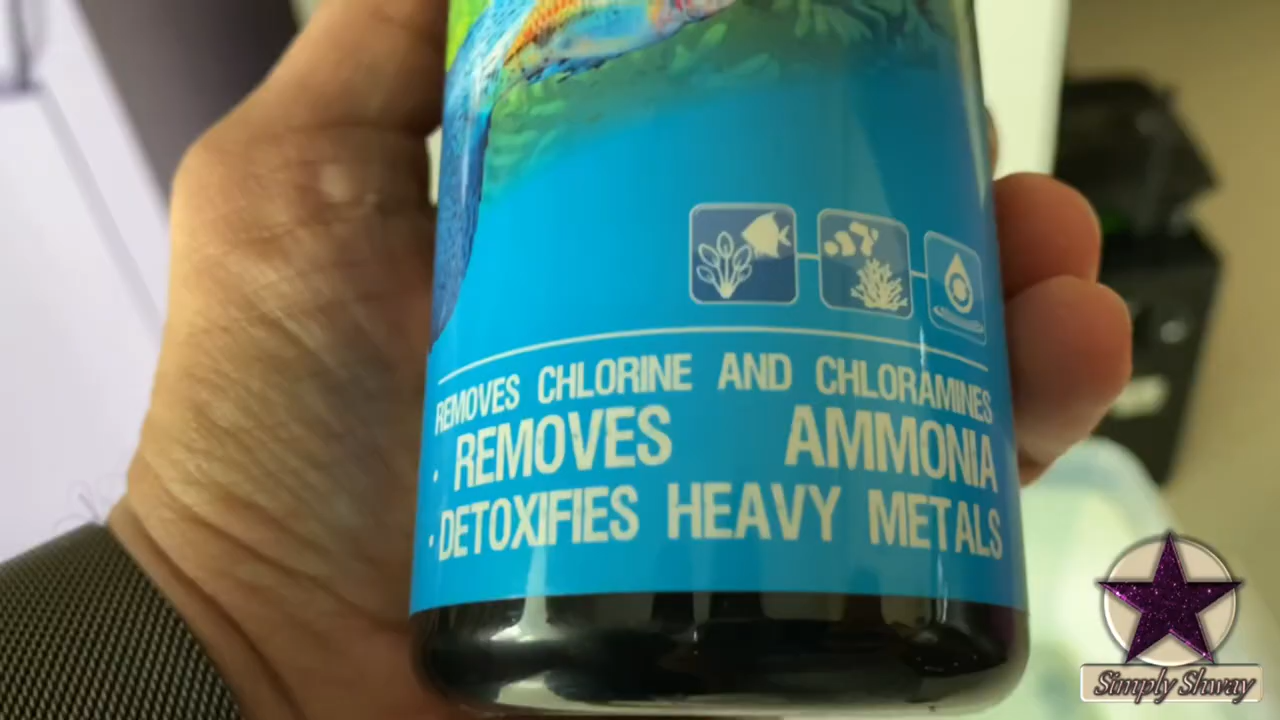 REMOVES CHLORINE AND CHLORAMINES
· REMOVES AMMONIA
· DETOXIFIES HEAVY METALS
Simply Shway